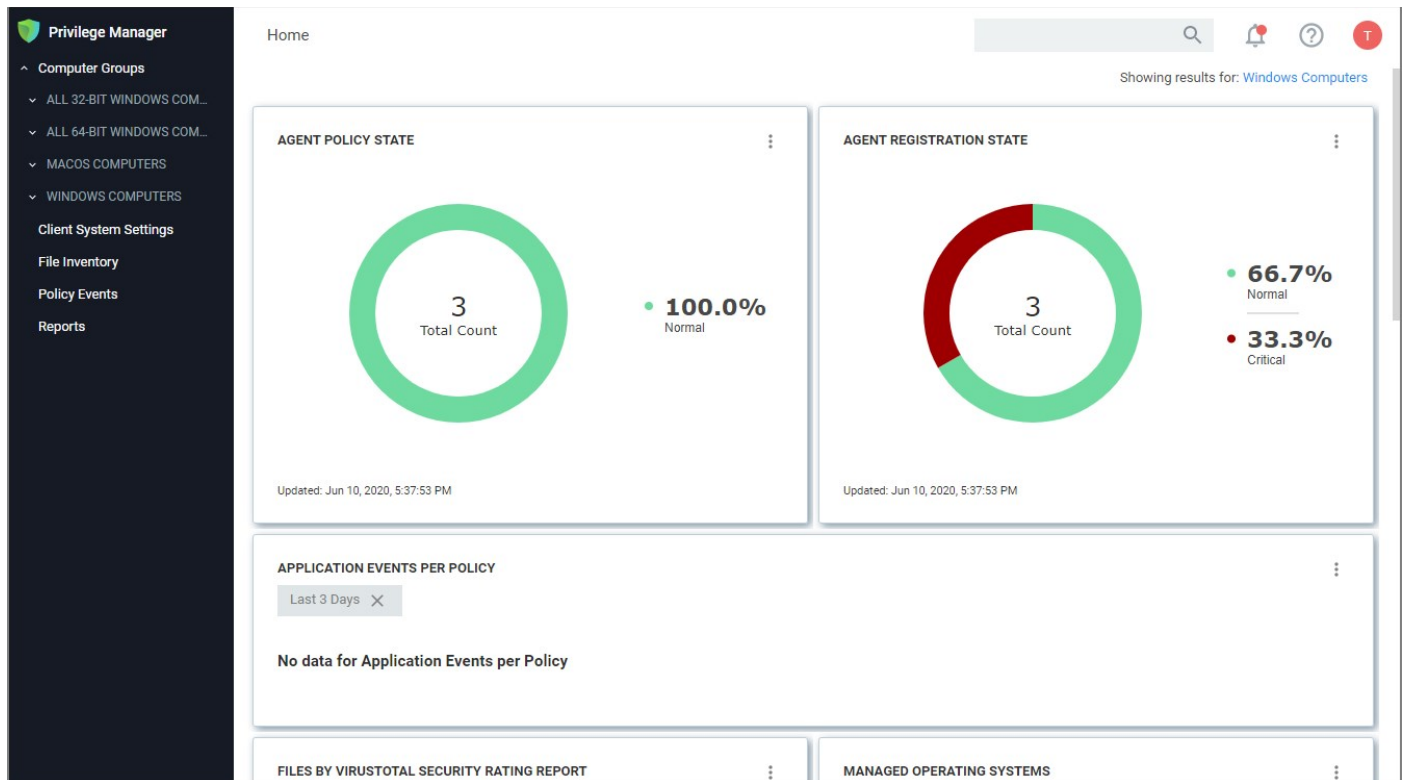 Privilege Manager
Home
T
Computer Groups
Showing results for: Windows Computers
ALL 32-BIT WINDOWS COM...
ALL 64-BIT WINDOWS COM...
MACOS COMPUTERS
WINDOWS COMPUTERS
Client System Settings
File Inventory
Policy Events
Reports
AGENT POLICY STATE
3
Total Count
100.0%
Normal
Updated: Jun 10, 2020, 5:37:53 PM
AGENT REGISTRATION STATE
3
Total Count
66.7%
Normal
33.3%
Critical
Updated: Jun 10, 2020, 5:37:53 PM
APPLICATION EVENTS PER POLICY
Last 3 Days
No data for Application Events per Policy
FILES BY VIRUSTOTAL SECURITY RATING REPORT
MANAGED OPERATING SYSTEMS